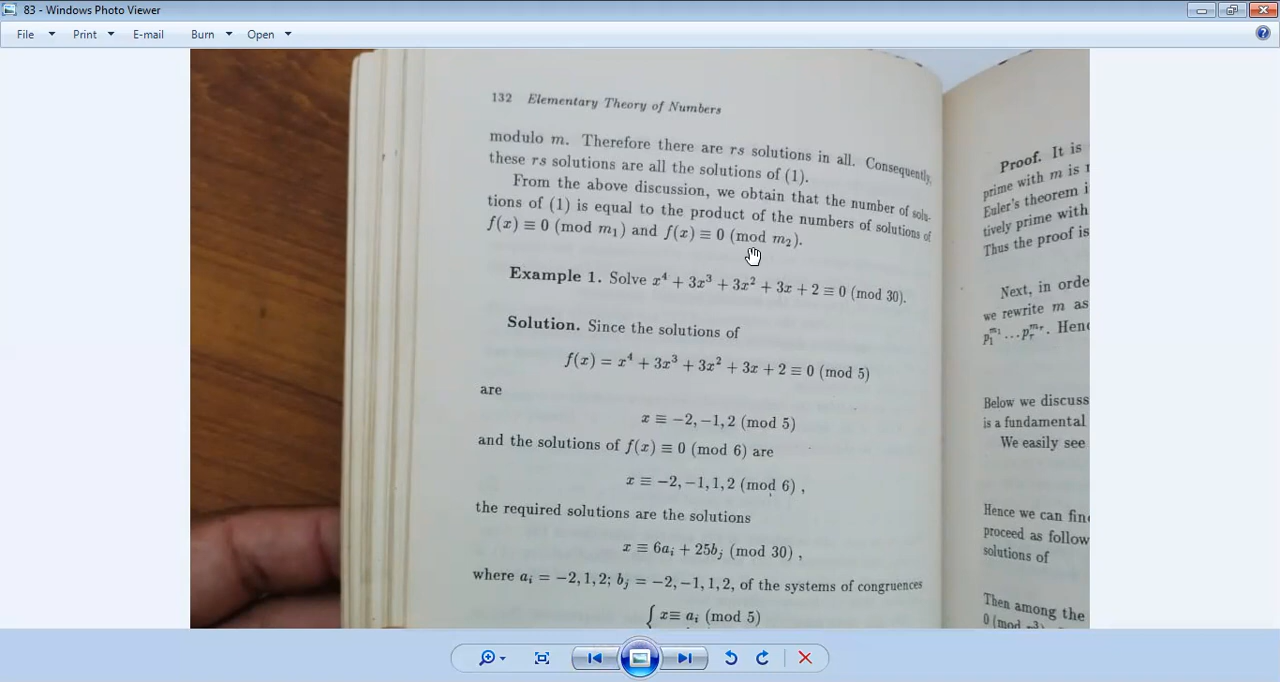 83 - Windows Photo Viewer
File Print E-mail Burn Open
132 Elementary Theory of Numbers
modulo m. Therefore there are rs solutions in all. Consequently,
these rs solutions are all the solutions of (1).
From the above discussion, we obtain that the number of solu-
tions of (1) is equal to the product of the numbers of solutions of
f(x) ≡ 0 (mod m₁) and f(x) ≡ 0 (mod m₂).
Example 1. Solve x⁴ + 3x³ + 3x² + 3x + 2 ≡ 0 (mod 30).
Solution. Since the solutions of
f(x) = x⁴ + 3x³ + 3x² + 3x + 2 ≡ 0 (mod 5)
are
x ≡ −2, −1, 2 (mod 5)
and the solutions of f(x) ≡ 0 (mod 6) are
x ≡ −2, −1, 1, 2 (mod 6) ,
the required solutions are the solutions
x ≡ 6aᵢ + 25bⱼ (mod 30) ,
where aᵢ = −2, 1, 2; bⱼ = −2, −1, 1, 2, of the systems of congruences
{ x ≡ aᵢ (mod 5)
Proof. It is
prime with m is
Euler's theorem i
tively prime with
Thus the proof is
Next, in orde
we rewrite m as
p₁^m₁ ... pᵣ^mᵣ. Hen
Below we discuss
is a fundamental
We easily see
Hence we can fin
proceed as follow
solutions of
Then among the
0 (mod